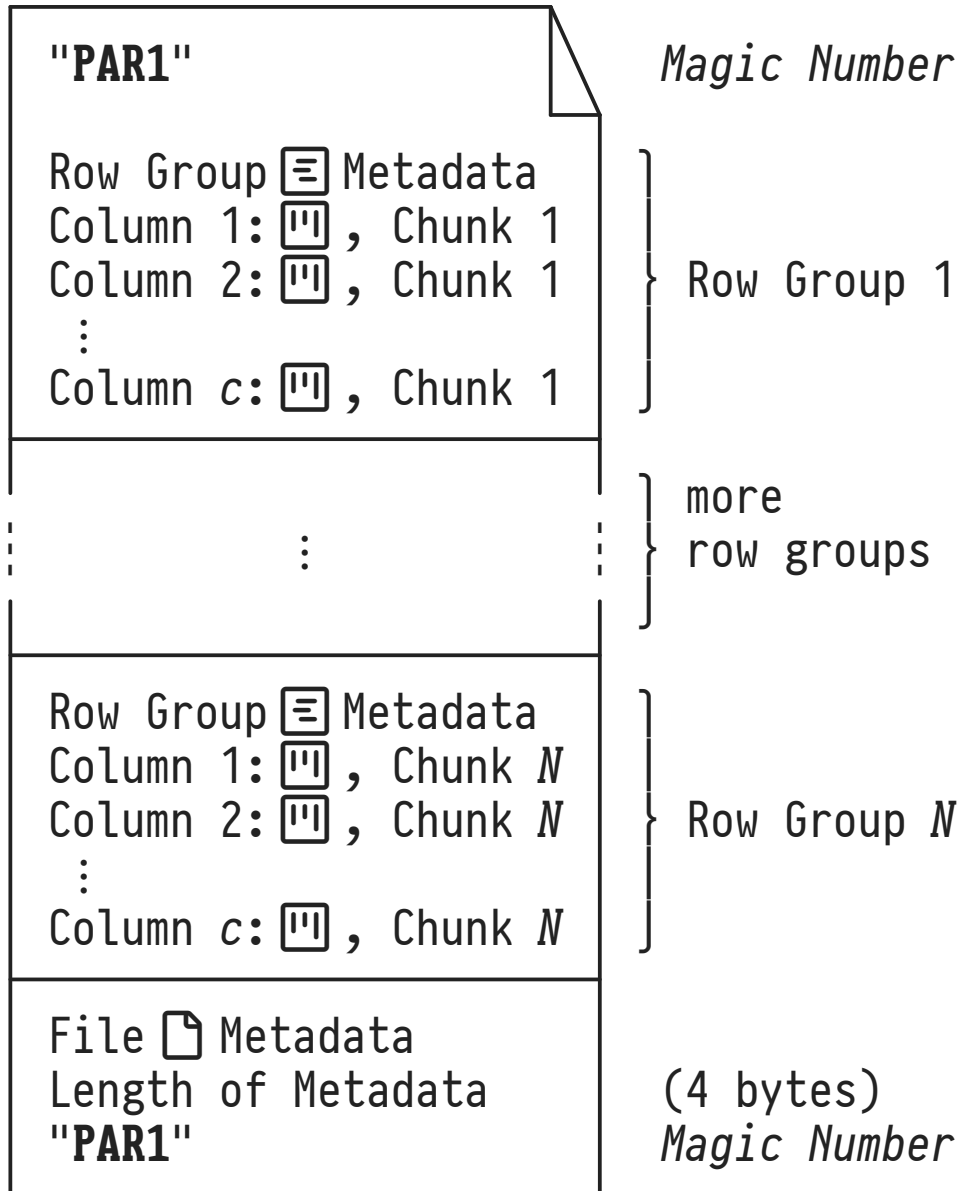 "PAR1" Magic Number
Row Group Metadata
Column 1: , Chunk 1
Column 2: , Chunk 1 Row Group 1
⋮
Column c: , Chunk 1
more
⋮ row groups
Row Group Metadata
Column 1: , Chunk N
Column 2: , Chunk N Row Group N
⋮
Column c: , Chunk N
File Metadata
Length of Metadata (4 bytes)
"PAR1" Magic Number